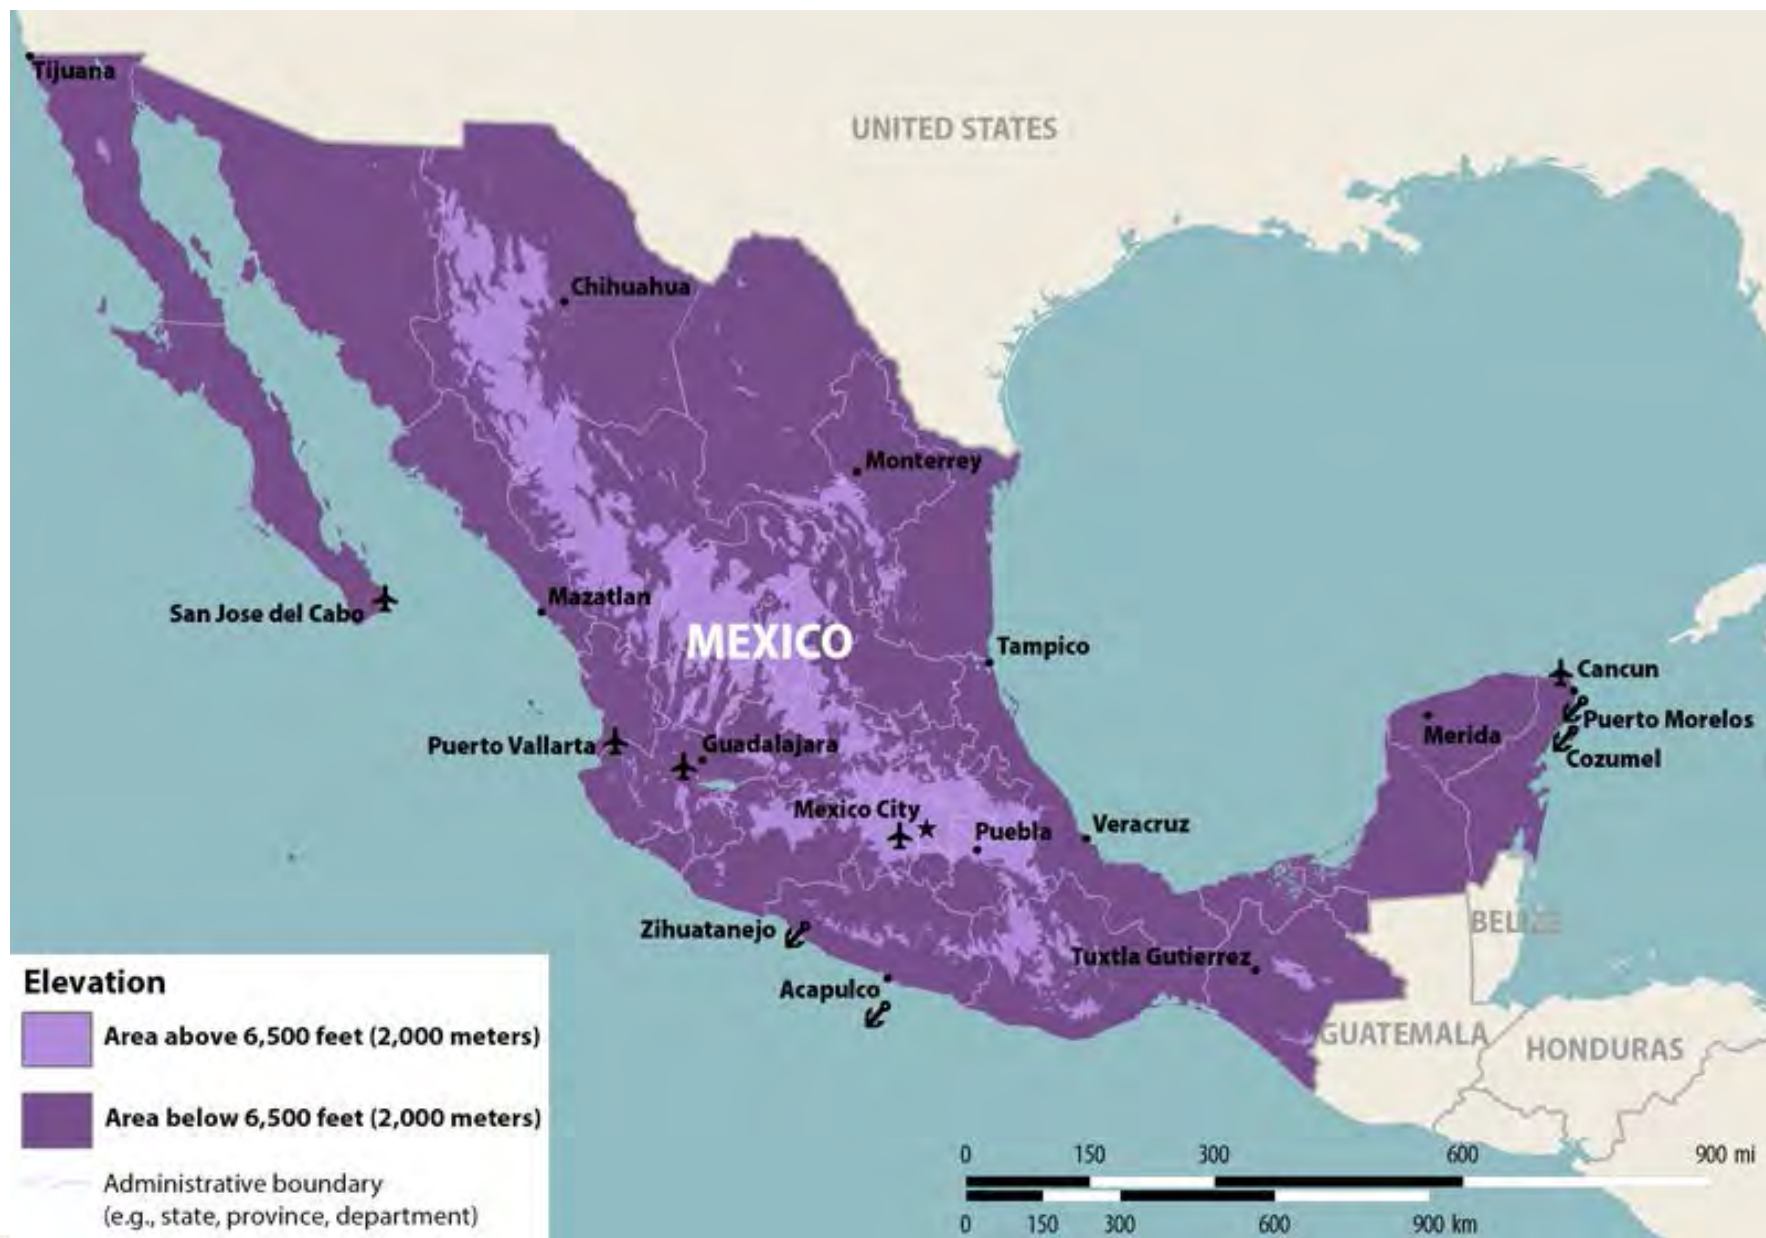 Tijuana
UNITED STATES
Chihuahua
Monterrey
San Jose del Cabo
Mazatlan
MEXICO
Tampico
Cancun
Puerto Morelos
Merida
Cozumel
Puerto Vallarta
Guadalajara
Mexico City
Puebla
Veracruz
Zihuatanejo
Acapulco
Tuxtla Gutierrez
BELIZE
GUATEMALA
HONDURAS
Elevation
Area above 6,500 feet (2,000 meters)
Area below 6,500 feet (2,000 meters)
Administrative boundary
(e.g., state, province, department)
0 150 300 600 900 mi
0 150 300 600 900 km